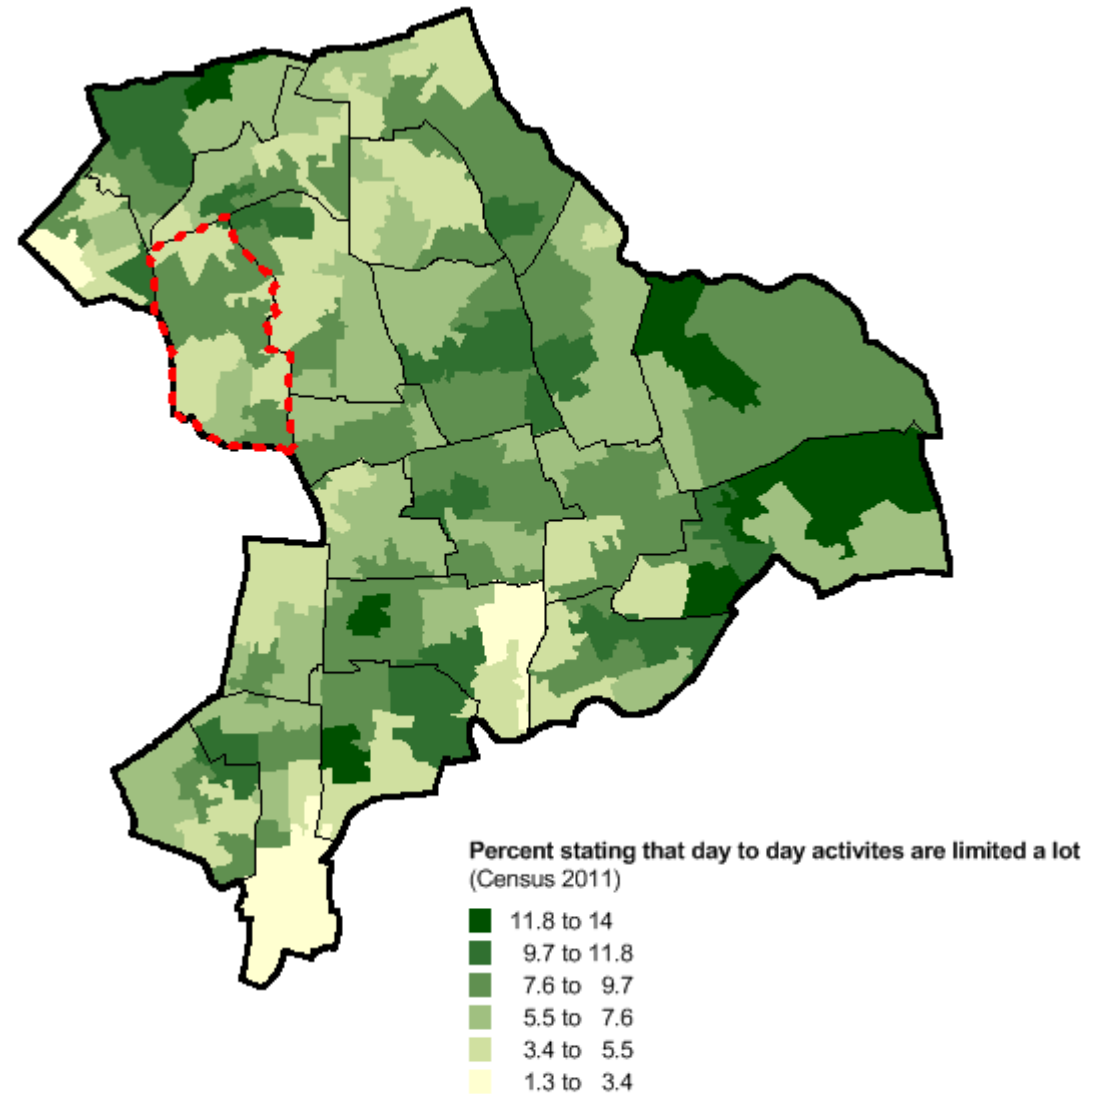 Percent stating that day to day activites are limited a lot
(Census 2011)
11.8 to 14
9.7 to 11.8
7.6 to 9.7
5.5 to 7.6
3.4 to 5.5
1.3 to 3.4